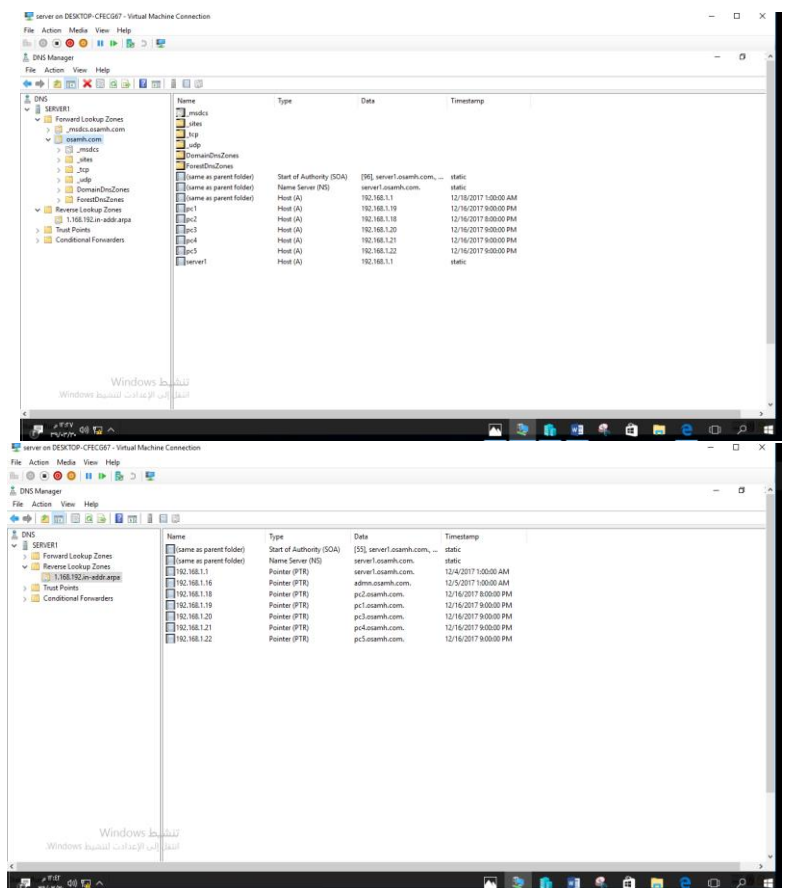 server on DESKTOP-CFECG67 - Virtual Machine Connection
File Action Media View Help
DNS Manager
File Action View Help
DNS
SERVER1
Forward Lookup Zones
_msdcs.osamh.com
osamh.com
_msdcs
_sites
_tcp
_udp
DomainDnsZones
ForestDnsZones
Reverse Lookup Zones
1.168.192.in-addr.arpa
Trust Points
Conditional Forwarders
Name Type Data Timestamp
_msdcs
_sites
_tcp
_udp
DomainDnsZones
ForestDnsZones
(same as parent folder) Start of Authority (SOA) [96], server1.osamh.com., ... static
(same as parent folder) Name Server (NS) server1.osamh.com. static
(same as parent folder) Host (A) 192.168.1.1 12/18/2017 1:00:00 AM
pc1 Host (A) 192.168.1.19 12/16/2017 9:00:00 PM
pc2 Host (A) 192.168.1.18 12/16/2017 8:00:00 PM
pc3 Host (A) 192.168.1.20 12/16/2017 9:00:00 PM
pc4 Host (A) 192.168.1.21 12/16/2017 9:00:00 PM
pc5 Host (A) 192.168.1.22 12/16/2017 9:00:00 PM
server1 Host (A) 192.168.1.1 static
تنشيط Windows
انتقل إلى الإعدادات لتنشيط Windows.
server on DESKTOP-CFECG67 - Virtual Machine Connection
File Action Media View Help
DNS Manager
File Action View Help
DNS
SERVER1
Forward Lookup Zones
Reverse Lookup Zones
1.168.192.in-addr.arpa
Trust Points
Conditional Forwarders
Name Type Data Timestamp
(same as parent folder) Start of Authority (SOA) [55], server1.osamh.com., ... static
(same as parent folder) Name Server (NS) server1.osamh.com. static
192.168.1.1 Pointer (PTR) server1.osamh.com. 12/4/2017 1:00:00 AM
192.168.1.16 Pointer (PTR) admn.osamh.com. 12/5/2017 1:00:00 AM
192.168.1.18 Pointer (PTR) pc2.osamh.com. 12/16/2017 8:00:00 PM
192.168.1.19 Pointer (PTR) pc1.osamh.com. 12/16/2017 9:00:00 PM
192.168.1.20 Pointer (PTR) pc3.osamh.com. 12/16/2017 9:00:00 PM
192.168.1.21 Pointer (PTR) pc4.osamh.com. 12/16/2017 9:00:00 PM
192.168.1.22 Pointer (PTR) pc5.osamh.com. 12/16/2017 9:00:00 PM
تنشيط Windows
انتقل إلى الإعدادات لتنشيط Windows.